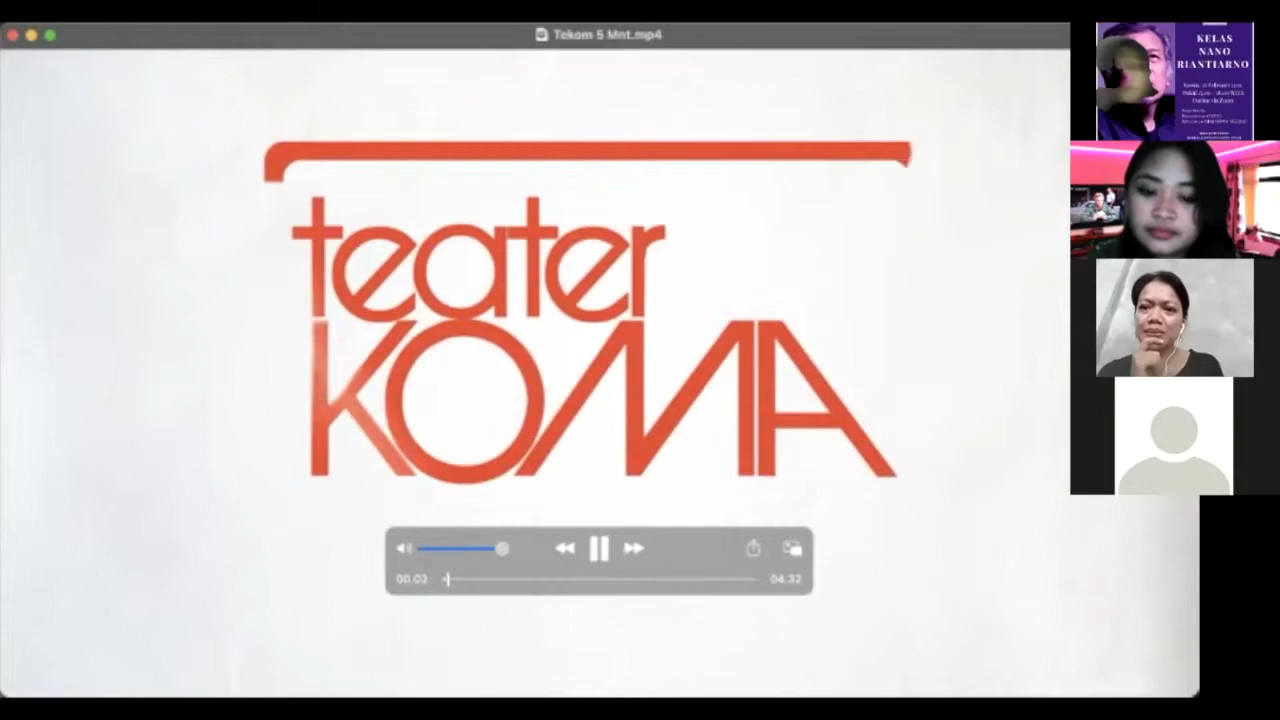 Tekom 5 Mnt.mp4
teater
KOMA
00.03
04.32
KELAS
NANO
RIANTIARNO